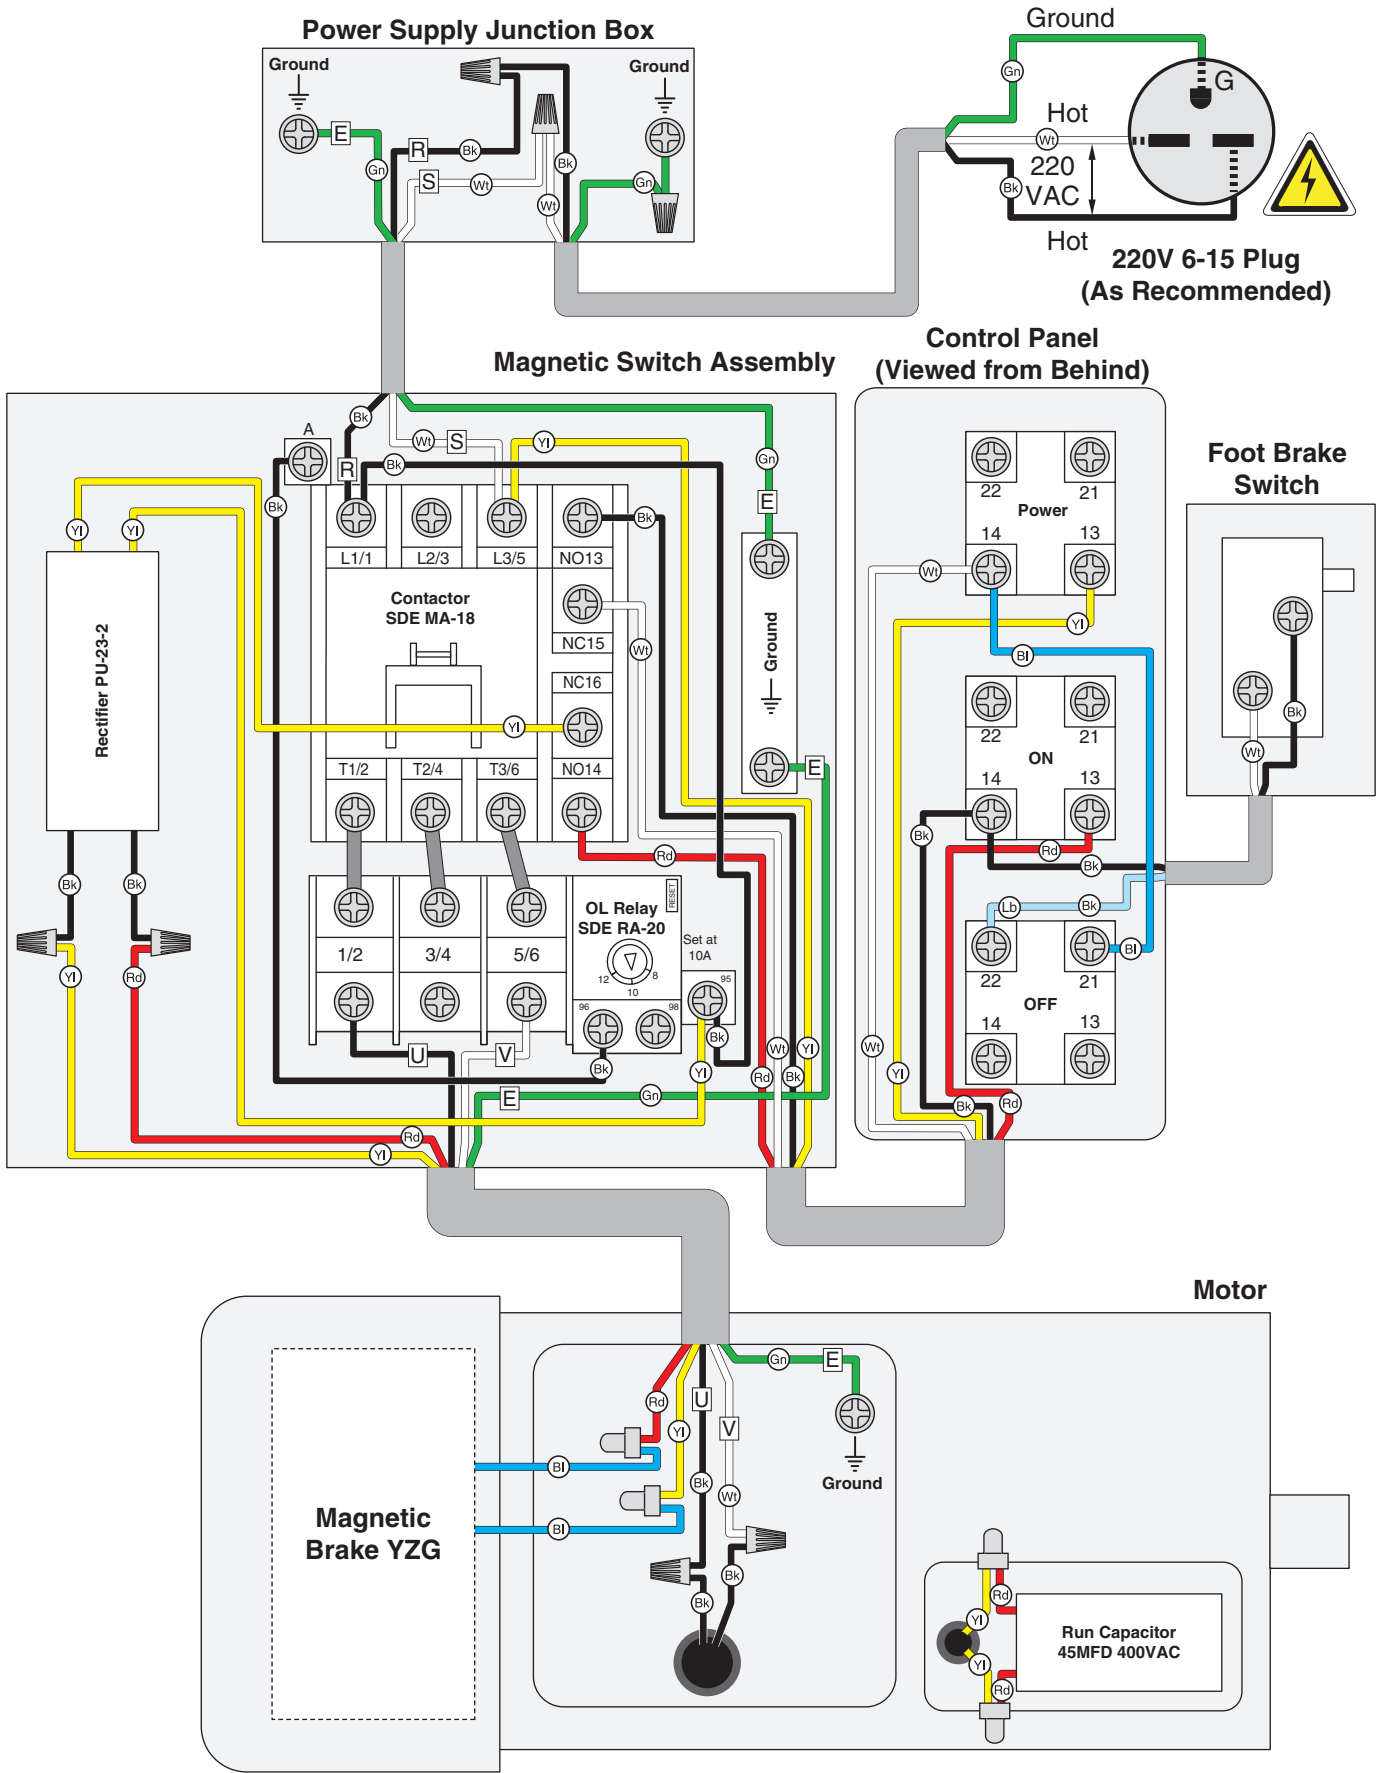 Power Supply Junction Box
Ground
Ground
E
Gn
R
Bk
S
Wt
Bk
Wt
Gn
Ground
Gn
G
Hot
Wt
220
VAC
Bk
Hot
220V 6-15 Plug
(As Recommended)
Magnetic Switch Assembly
A
Bk
R
Wt
S
Yl
Bk
Bk
Gn
E
Yl
Yl
Bk
L1/1
L2/3
L3/5
NO13
Contactor
SDE MA-18
NC15
Wt
NC16
Yl
Ground
Rectifier PU-23-2
T1/2
T2/4
T3/6
NO14
E
Rd
Bk
Bk
OL Relay
SDE RA-20
RESET
Set at
10A
1/2
3/4
5/6
12
8
10
95
96
98
Yl
Rd
U
V
Bk
Bk
Yl
Wt
Yl
Rd
Bk
E
Gn
Rd
Yl
Control Panel
(Viewed from Behind)
22
21
Power
14
13
Wt
Yl
Bl
22
21
ON
14
13
Bk
Rd
Bk
Lb
Bk
Bl
22
21
OFF
14
13
Wt
Yl
Bk
Rd
Foot Brake
Switch
Bk
Wt
Motor
Magnetic
Brake YZG
Rd
Yl
U
V
Gn
E
Ground
Bl
Bl
Bk
Wt
Bk
Bk
Rd
Yl
Yl
Rd
Run Capacitor
45MFD 400VAC